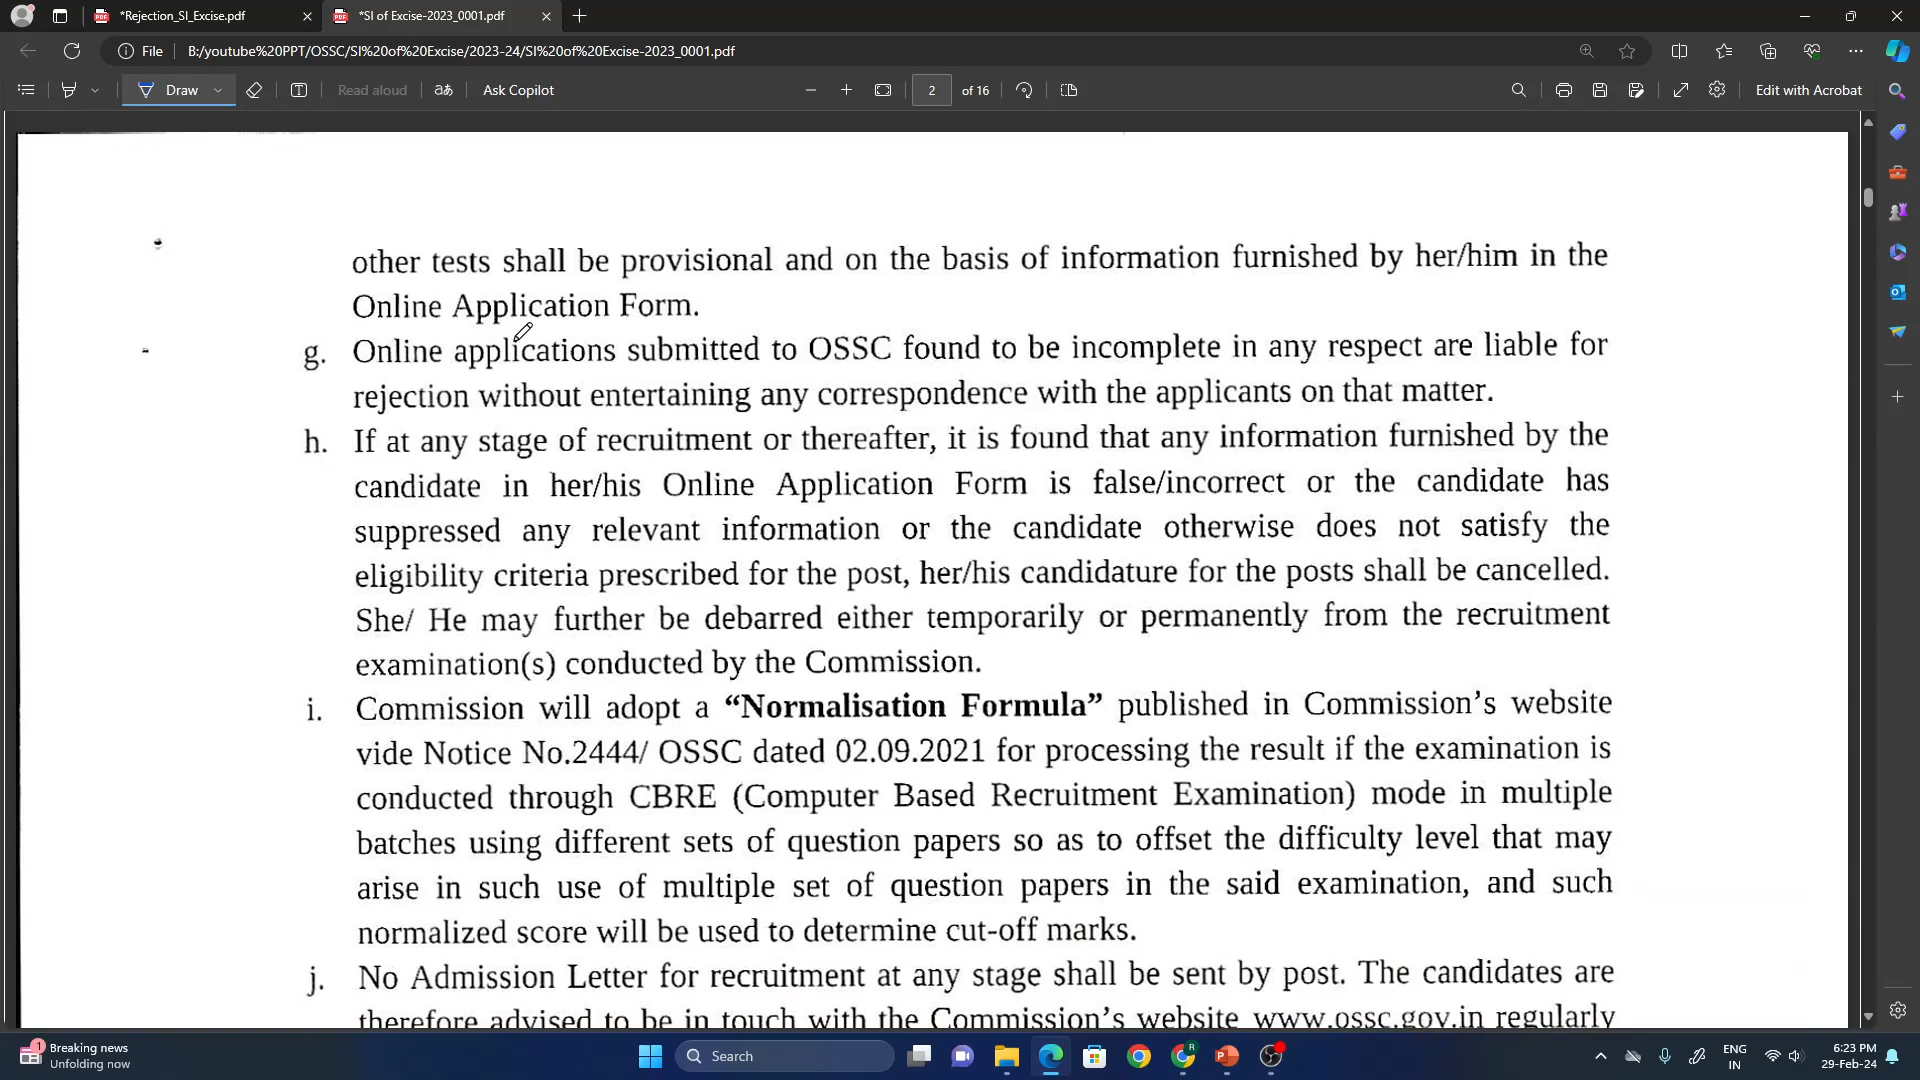 *Rejection_SI_Excise.pdf
*SI of Excise-2023_0001.pdf
File
B:/youtube%20PPT/OSSC/SI%20of%20Excise/2023-24/SI%20of%20Excise-2023_0001.pdf
Draw
Read aloud
aあ
Ask Copilot
2
of 16
Edit with Acrobat
other tests shall be provisional and on the basis of information furnished by her/him in the
Online Application Form.
g. Online applications submitted to OSSC found to be incomplete in any respect are liable for
rejection without entertaining any correspondence with the applicants on that matter.
h. If at any stage of recruitment or thereafter, it is found that any information furnished by the
candidate in her/his Online Application Form is false/incorrect or the candidate has
suppressed any relevant information or the candidate otherwise does not satisfy the
eligibility criteria prescribed for the post, her/his candidature for the posts shall be cancelled.
She/ He may further be debarred either temporarily or permanently from the recruitment
examination(s) conducted by the Commission.
i. Commission will adopt a “Normalisation Formula” published in Commission’s website
vide Notice No.2444/ OSSC dated 02.09.2021 for processing the result if the examination is
conducted through CBRE (Computer Based Recruitment Examination) mode in multiple
batches using different sets of question papers so as to offset the difficulty level that may
arise in such use of multiple set of question papers in the said examination, and such
normalized score will be used to determine cut-off marks.
j. No Admission Letter for recruitment at any stage shall be sent by post. The candidates are
therefore advised to be in touch with the Commission’s website www.ossc.gov.in regularly
1
Breaking news
Unfolding now
Search
R
ENG
IN
6:23 PM
29-Feb-24